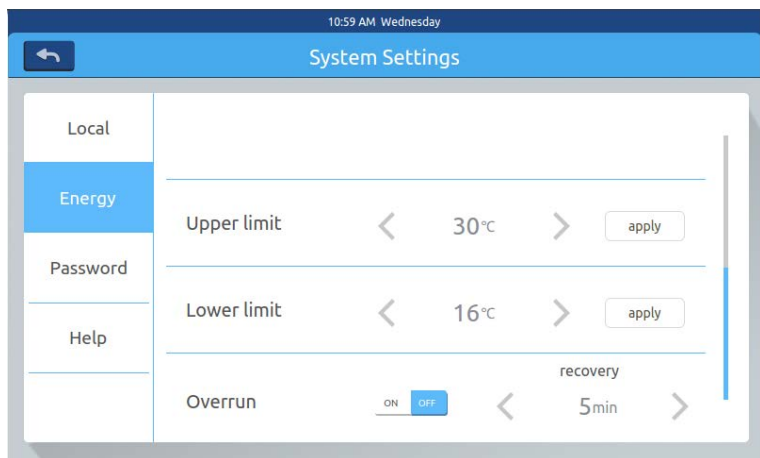 10:59 AM Wednesday
System Settings
Local
Energy
Upper limit 30°C apply
Password
Lower limit 16°C apply
Help
recovery
Overrun ON OFF 5min